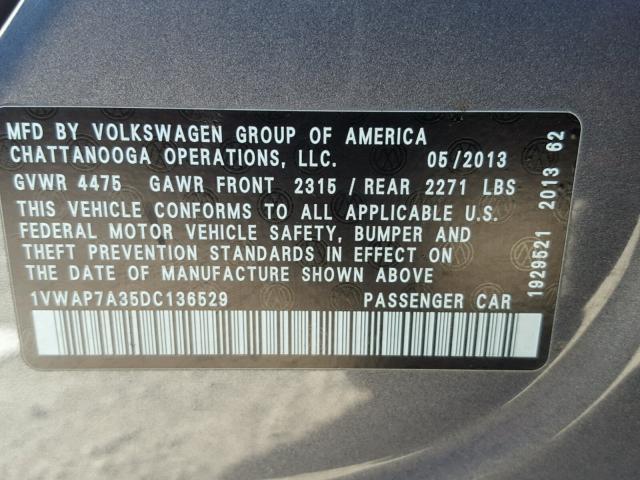 MFD BY VOLKSWAGEN GROUP OF AMERICA
CHATTANOOGA OPERATIONS, LLC. 05/2013
GVWR 4475 GAWR FRONT 2315 / REAR 2271 LBS
THIS VEHICLE CONFORMS TO ALL APPLICABLE U.S.
FEDERAL MOTOR VEHICLE SAFETY, BUMPER AND
THEFT PREVENTION STANDARDS IN EFFECT ON
THE DATE OF MANUFACTURE SHOWN ABOVE
1VWAP7A35DC136529 PASSENGER CAR
1929521 2013 62